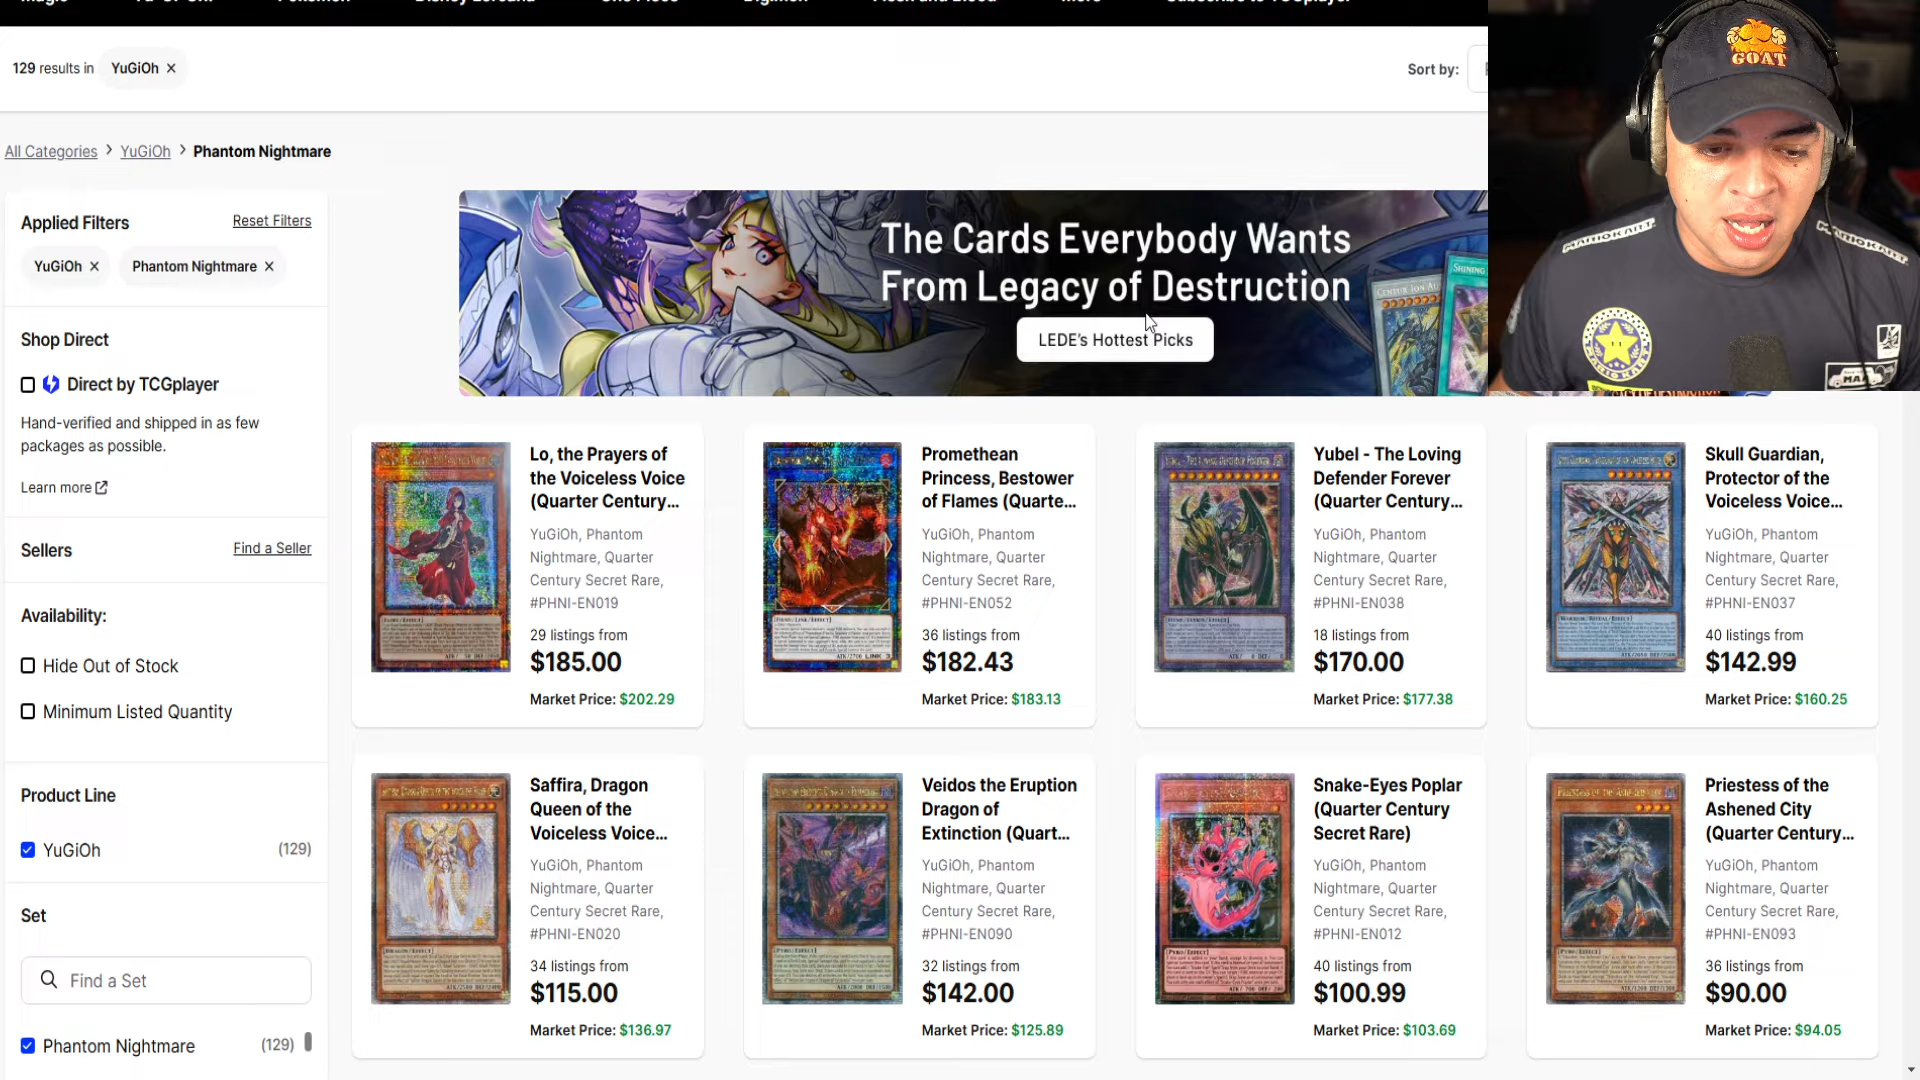 129 results in YuGiOh ×
Sort by:
All Categories > YuGiOh > Phantom Nightmare
Applied Filters
Reset Filters
YuGiOh ×
Phantom Nightmare ×
Shop Direct
Direct by TCGplayer
Hand-verified and shipped in as few
packages as possible.
Learn more
Sellers
Find a Seller
Availability:
Hide Out of Stock
Minimum Listed Quantity
Product Line
YuGiOh (129)
Set
Find a Set
Phantom Nightmare (129)
The Cards Everybody Wants
From Legacy of Destruction
LEDE's Hottest Picks
GOAT
MARIOKART
MARIOKART
Lo, the Prayers of
the Voiceless Voice
(Quarter Century...
YuGiOh, Phantom
Nightmare, Quarter
Century Secret Rare,
#PHNI-EN019
29 listings from
$185.00
Market Price: $202.29
Promethean
Princess, Bestower
of Flames (Quarte...
YuGiOh, Phantom
Nightmare, Quarter
Century Secret Rare,
#PHNI-EN052
36 listings from
$182.43
Market Price: $183.13
Yubel - The Loving
Defender Forever
(Quarter Century...
YuGiOh, Phantom
Nightmare, Quarter
Century Secret Rare,
#PHNI-EN038
18 listings from
$170.00
Market Price: $177.38
Skull Guardian,
Protector of the
Voiceless Voice...
YuGiOh, Phantom
Nightmare, Quarter
Century Secret Rare,
#PHNI-EN037
40 listings from
$142.99
Market Price: $160.25
Saffira, Dragon
Queen of the
Voiceless Voice...
YuGiOh, Phantom
Nightmare, Quarter
Century Secret Rare,
#PHNI-EN020
34 listings from
$115.00
Market Price: $136.97
Veidos the Eruption
Dragon of
Extinction (Quart...
YuGiOh, Phantom
Nightmare, Quarter
Century Secret Rare,
#PHNI-EN090
32 listings from
$142.00
Market Price: $125.89
Snake-Eyes Poplar
(Quarter Century
Secret Rare)
YuGiOh, Phantom
Nightmare, Quarter
Century Secret Rare,
#PHNI-EN012
40 listings from
$100.99
Market Price: $103.69
Priestess of the
Ashened City
(Quarter Century...
YuGiOh, Phantom
Nightmare, Quarter
Century Secret Rare,
#PHNI-EN093
36 listings from
$90.00
Market Price: $94.05